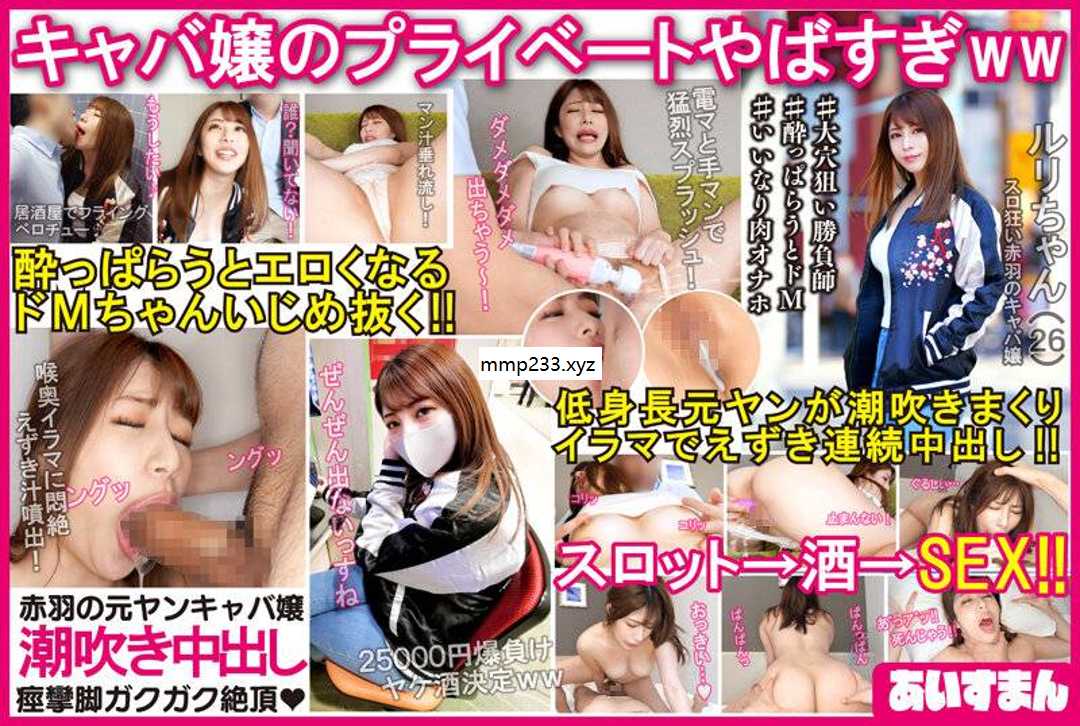 キャバ嬢のプライベートやばすぎww
もうしたい…
誰？聞いてない！
居酒屋でフライング
ベロチュー
マン汁垂れ流し！
電マと手マンで
猛烈スプラッシュ！
ダメダメダメ
出ちゃう～！
#大穴狙い勝負師
#酔っぱらうとドM
#いいなり肉オナホ
ルリちゃん(26)
スロ狂い赤羽のキャバ嬢
酔っぱらうとエロくなる
ドMちゃんいじめ抜く!!
mmp233.xyz
喉奥イラマに悶絶
えずき汁噴出！
ングッ
ングッ
ぜんぜん出ないっすね
25000円爆負け
ヤケ酒決定ww
低身長元ヤンが潮吹きまくり
イラマでえずき連続中出し!!
コリッ
コリッ
止まんない！
ぐるじぃ…
スロット→酒→SEX!!
おっきい…♥
ぱんぱんっ
ぱんっぱん
死んじゃう!!
赤羽の元ヤンキャバ嬢
潮吹き中出し
痙攣脚ガクガク絶頂♥
あいすまん